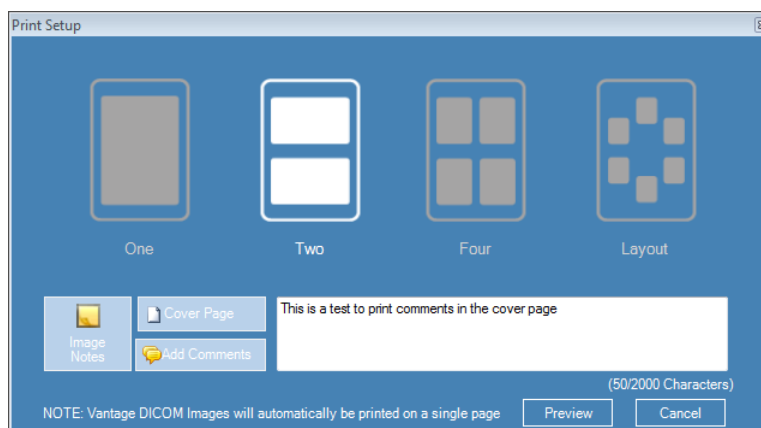 Print Setup
One
Two
Four
Layout
Image
Notes
Cover Page
Add Comments
This is a test to print comments in the cover page
(50/2000 Characters)
NOTE: Vantage DICOM Images will automatically be printed on a single page
Preview
Cancel